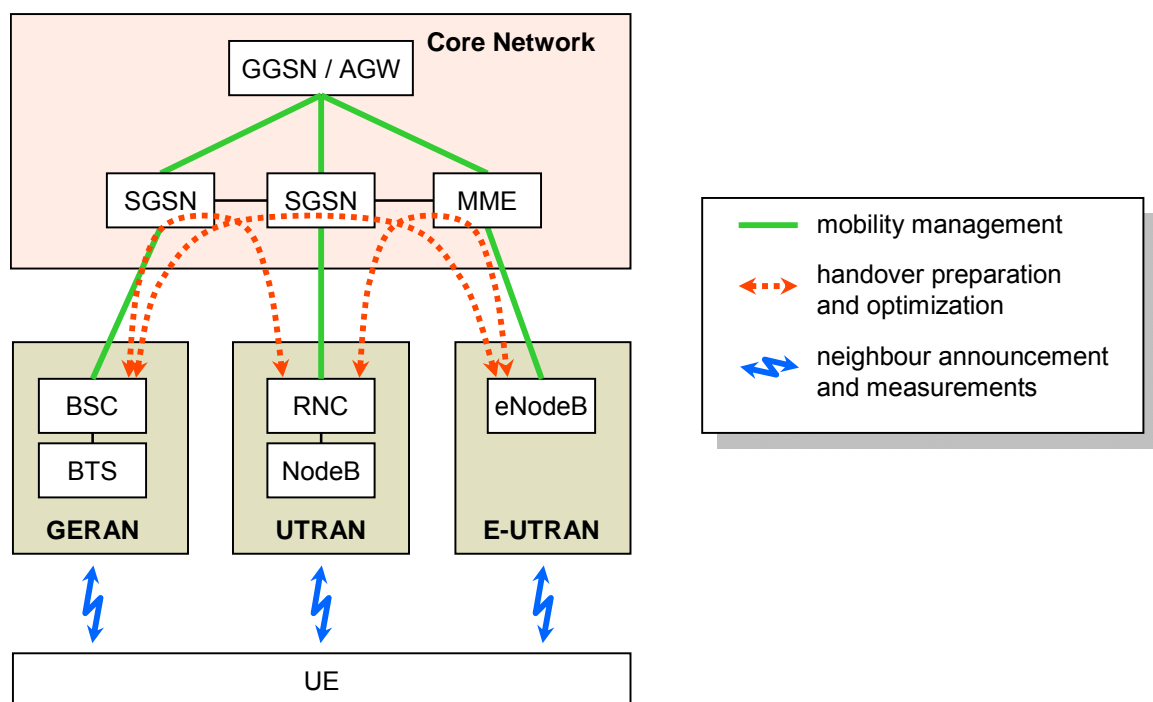 Core Network
GGSN / AGW
SGSN
SGSN
MME
mobility management
handover preparation
and optimization
neighbour announcement
and measurements
BSC
RNC
eNodeB
BTS
NodeB
GERAN
UTRAN
E-UTRAN
UE